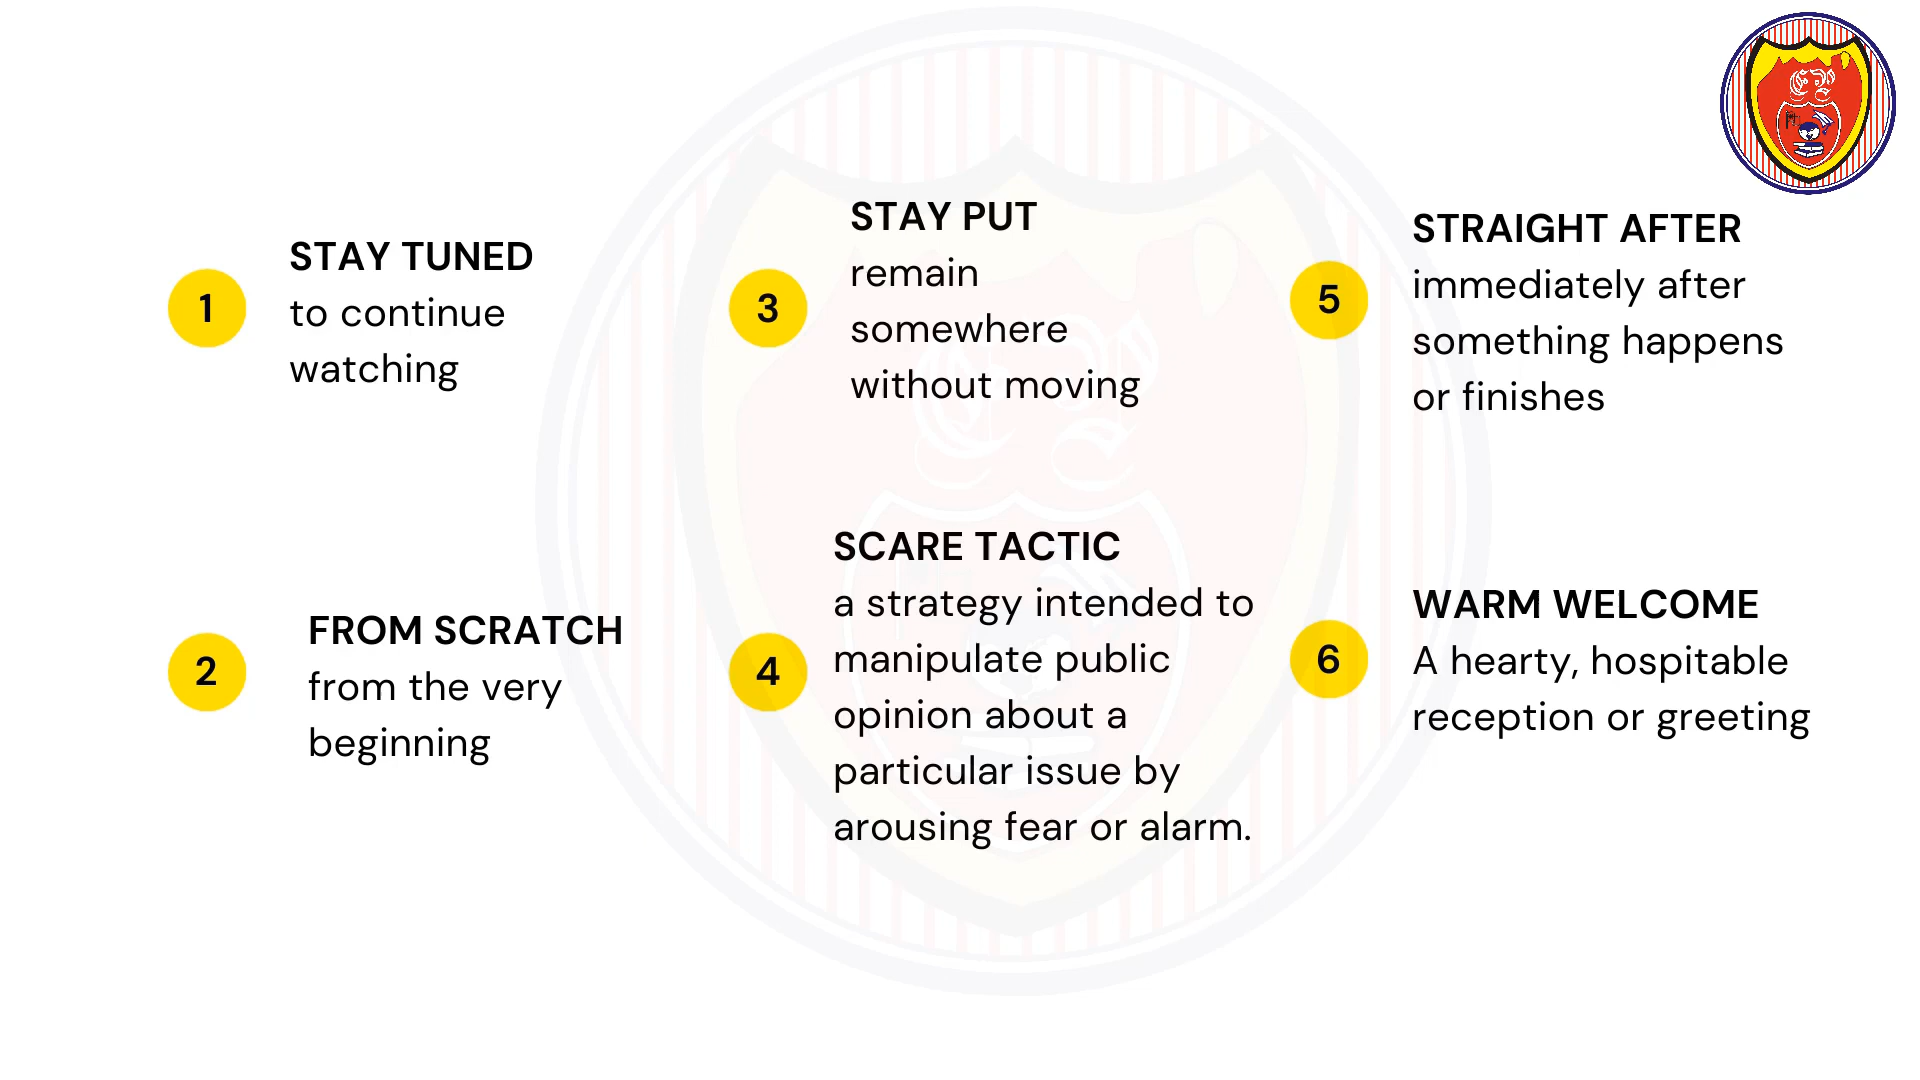 1
STAY TUNED
to continue
watching
2
FROM SCRATCH
from the very
beginning
3
STAY PUT
remain
somewhere
without moving
4
SCARE TACTIC
a strategy intended to
manipulate public
opinion about a
particular issue by
arousing fear or alarm.
5
STRAIGHT AFTER
immediately after
something happens
or finishes
6
WARM WELCOME
A hearty, hospitable
reception or greeting